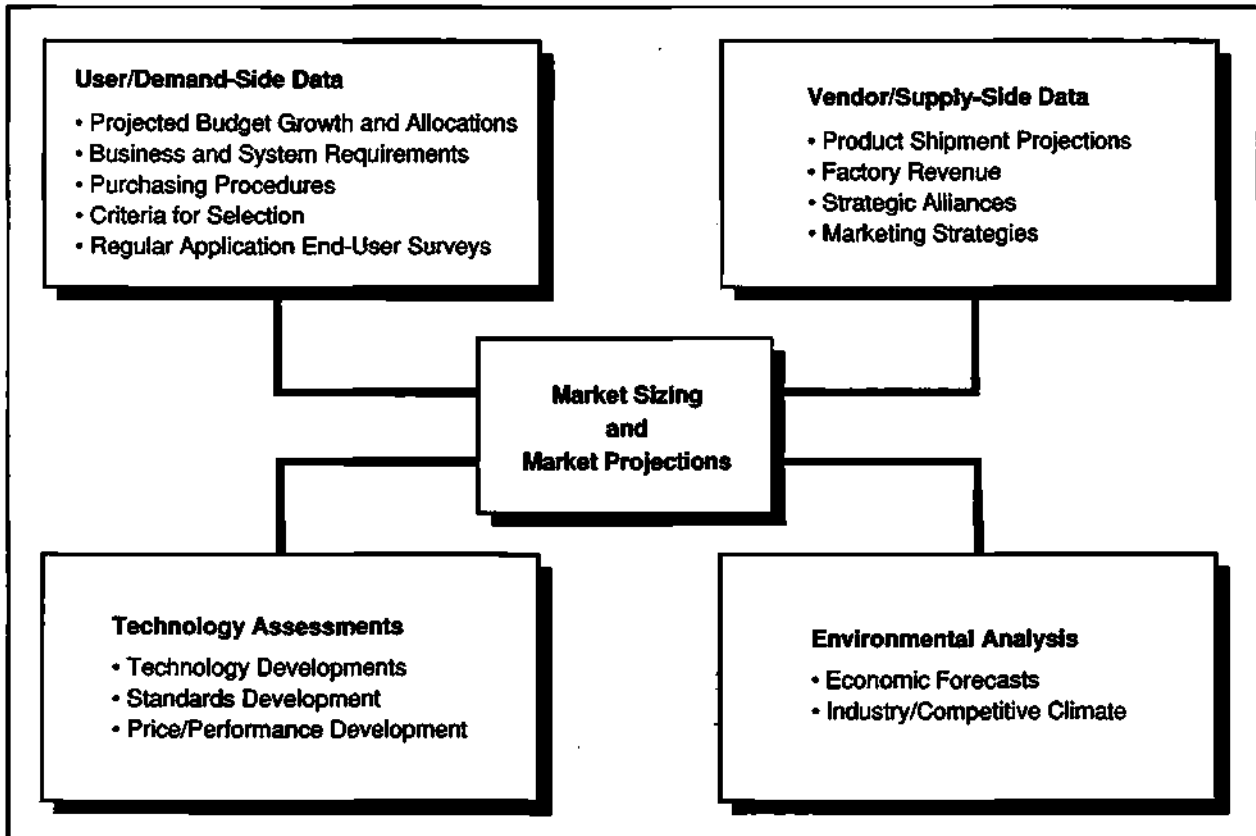 User/Demand-Side Data
• Projected Budget Growth and Allocations
• Business and System Requirements
• Purchasing Procedures
• Criteria for Selection
• Regular Application End-User Surveys
Vendor/Supply-Side Data
• Product Shipment Projections
• Factory Revenue
• Strategic Alliances
• Marketing Strategies
Market Sizing
and
Market Projections
Technology Assessments
• Technology Developments
• Standards Development
• Price/Performance Development
Environmental Analysis
• Economic Forecasts
• Industry/Competitive Climate